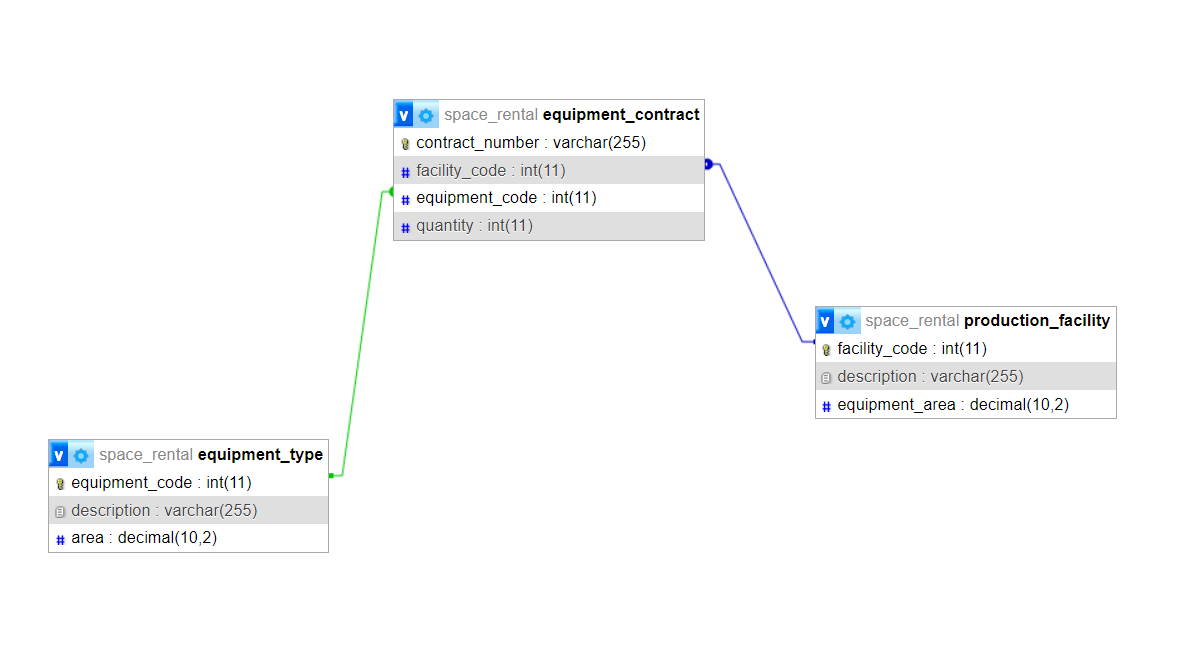 v space_rental equipment_contract
contract_number : varchar(255)
# facility_code : int(11)
# equipment_code : int(11)
# quantity : int(11)
v space_rental production_facility
facility_code : int(11)
description : varchar(255)
# equipment_area : decimal(10,2)
v space_rental equipment_type
equipment_code : int(11)
description : varchar(255)
# area : decimal(10,2)